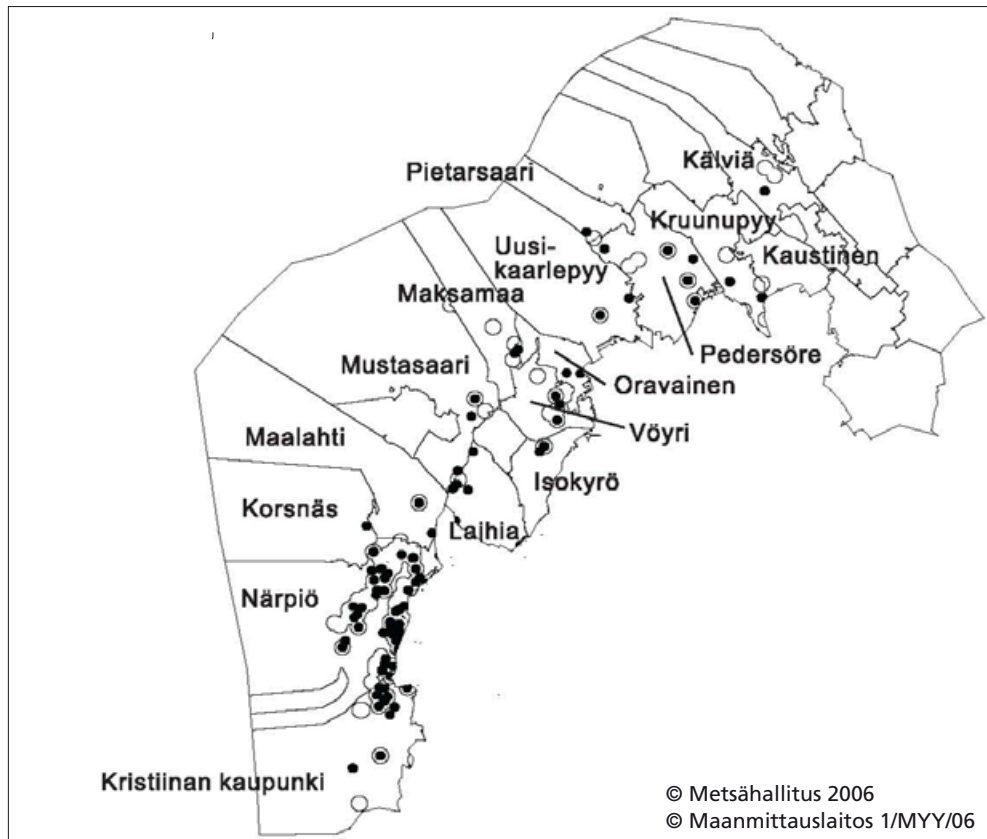 Kälviä
Pietarsaari
Kruunupyy
Uusi-
kaarlepyy
Kaustinen
Maksamaa
Pedersöre
Mustasaari
Oravainen
Vöyri
Maalahti
Isokyrö
Korsnäs
Laihia
Närpiö
Kristiinan kaupunki
© Metsähallitus 2006
© Maanmittauslaitos 1/MYY/06